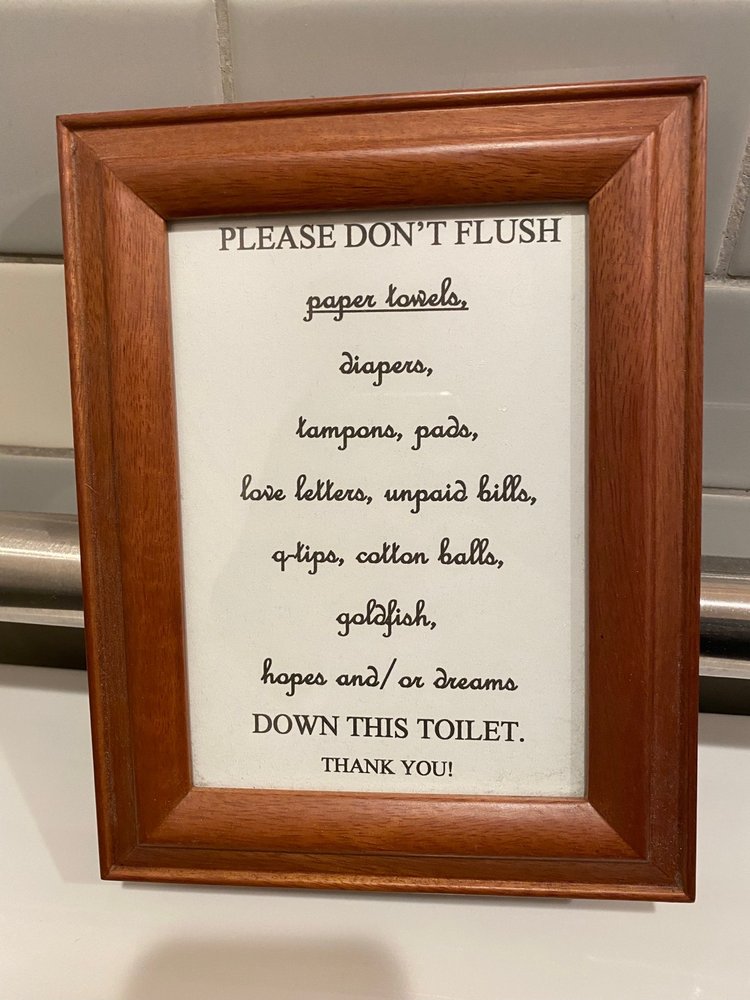 PLEASE DON'T FLUSH
paper towels,
diapers,
tampons, pads,
love letters, unpaid bills,
q-tips, cotton balls,
goldfish,
hopes and/or dreams
DOWN THIS TOILET.
THANK YOU!